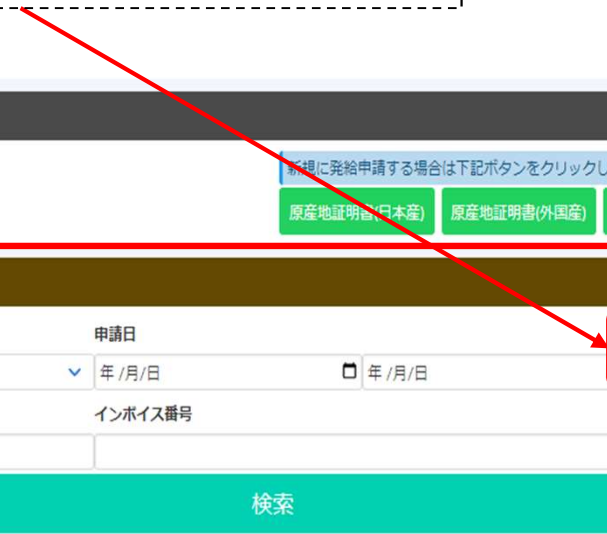 新規に発給申請する場合は下記ボタンをクリックし
原産地証明書(日本産) 原産地証明書(外国産)
申請日
年 /月/日 年 /月/日
インボイス番号
検索